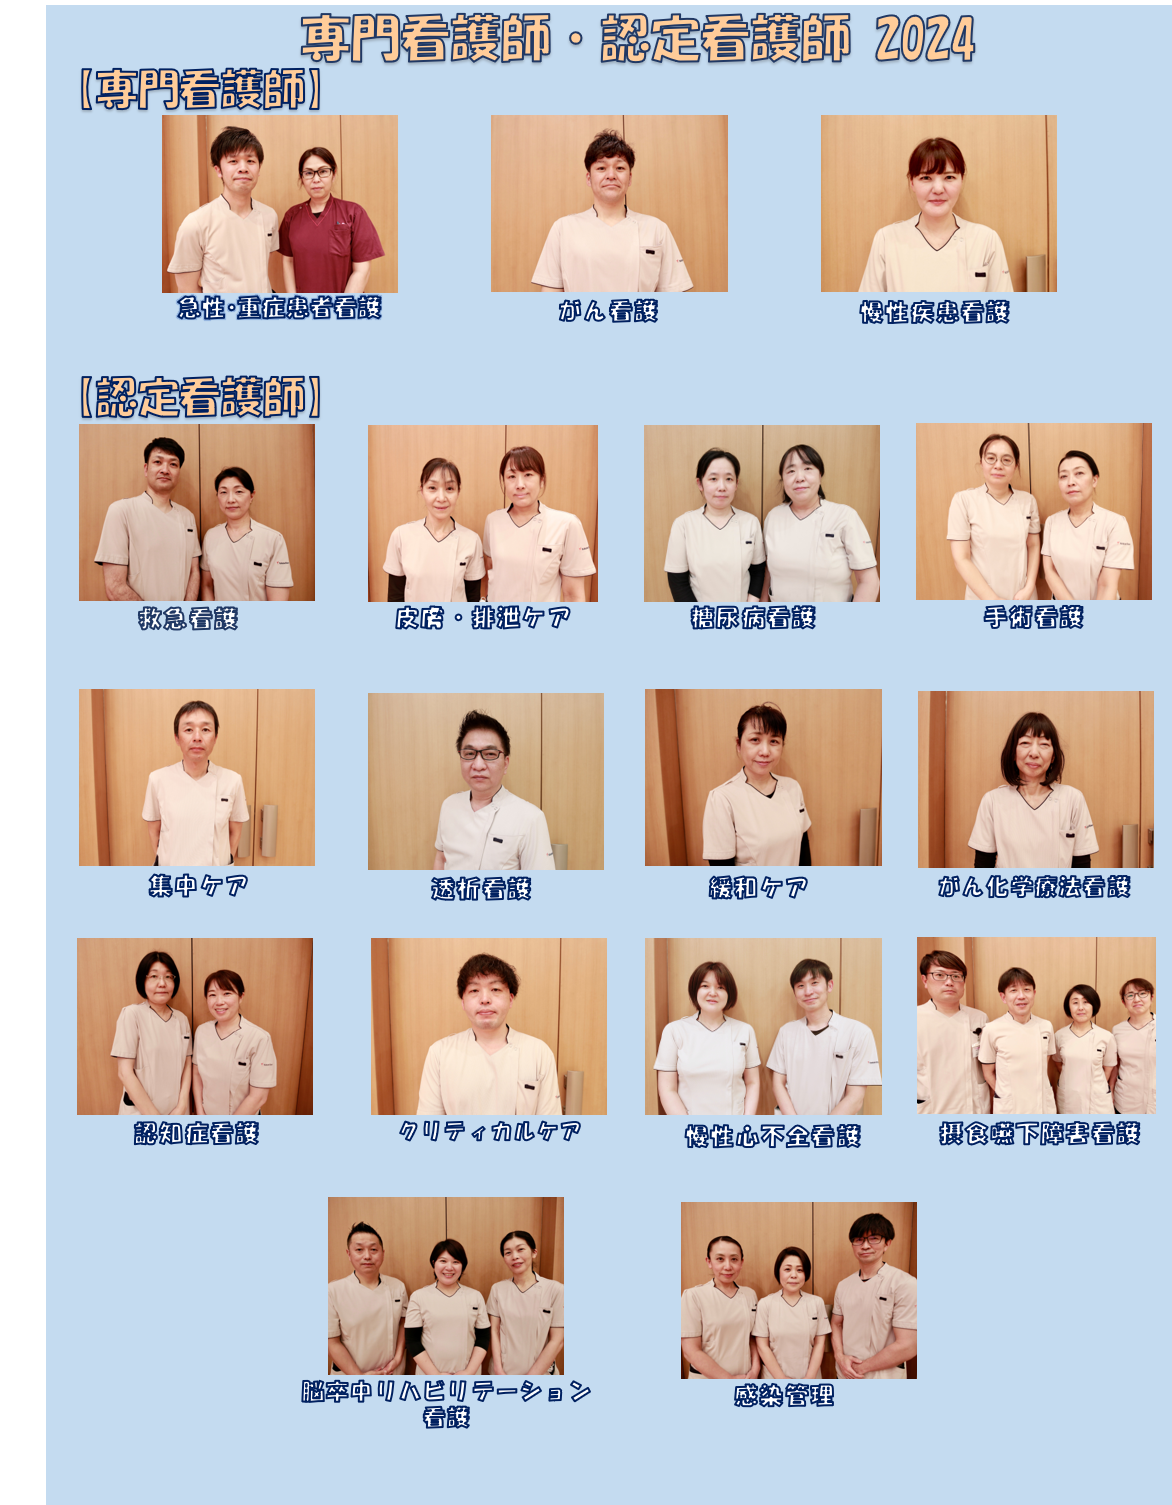 専門看護師・認定看護師 2024
【専門看護師】
急性・重症患者看護
がん看護
慢性疾患看護
【認定看護師】
救急看護
皮膚・排泄ケア
糖尿病看護
手術看護
集中ケア
透析看護
緩和ケア
がん化学療法看護
認知症看護
クリティカルケア
慢性心不全看護
摂食嚥下障害看護
脳卒中リハビリテーション
看護
感染管理